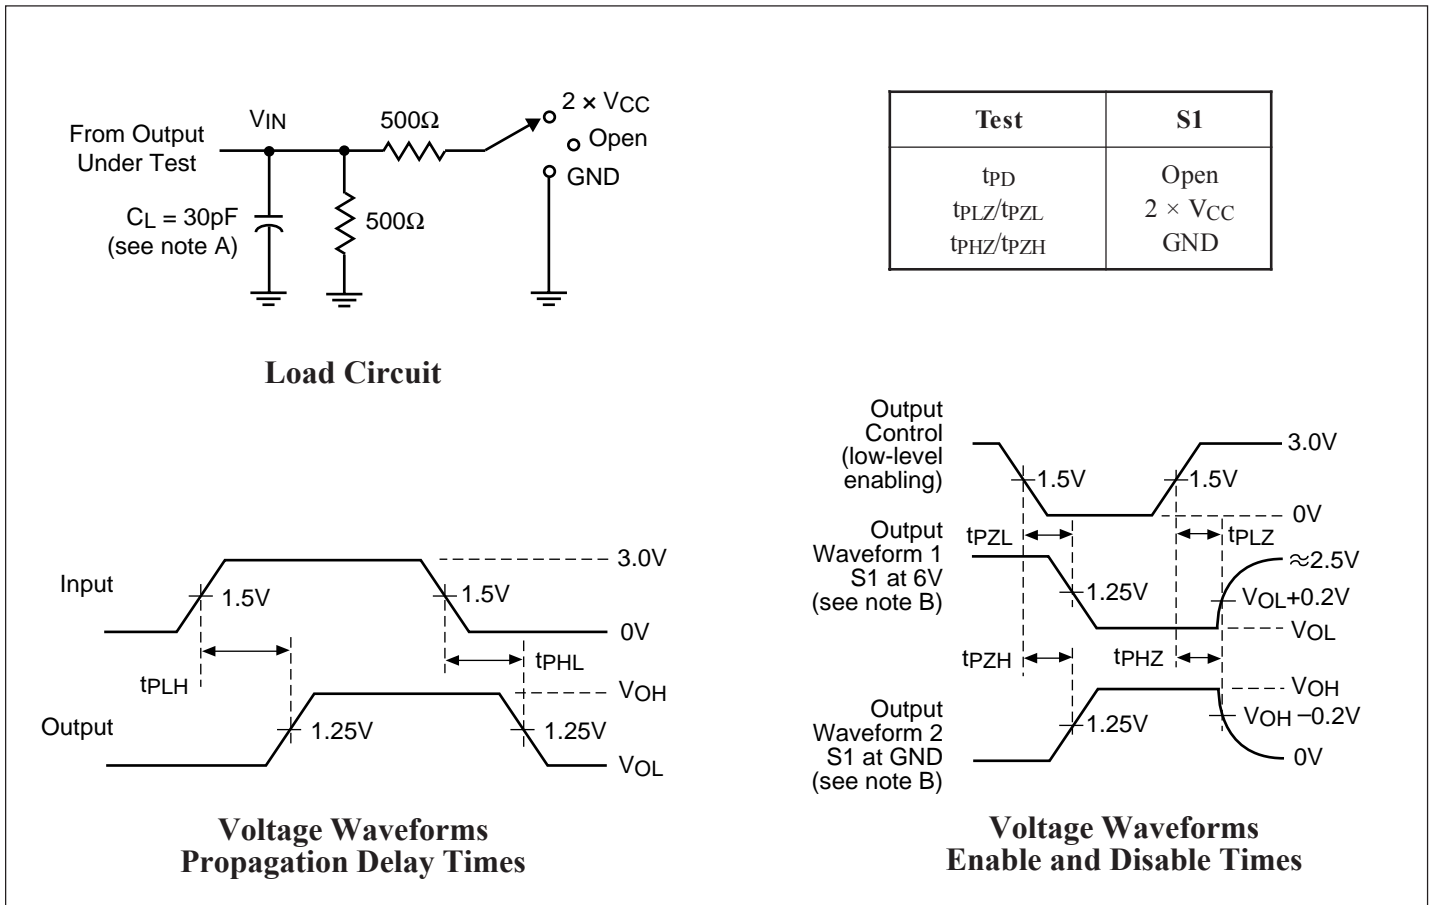 VIN
500Ω
2 × VCC
Open
GND
From Output
Under Test
CL = 30pF
(see note A)
500Ω
Load Circuit
Test S1
tPD Open
tPLZ/tPZL 2 × VCC
tPHZ/tPZH GND
Input
1.5V
1.5V
3.0V
0V
tPLH
tPHL
Output
1.25V
1.25V
VOH
VOL
Voltage Waveforms
Propagation Delay Times
Output
Control
(low-level
enabling)
1.5V
1.5V
3.0V
0V
Output
Waveform 1
S1 at 6V
(see note B)
tPZL
tPLZ
1.25V
≈2.5V
VOL+0.2V
VOL
tPZH
tPHZ
Output
Waveform 2
S1 at GND
(see note B)
1.25V
VOH
VOH –0.2V
0V
Voltage Waveforms
Enable and Disable Times